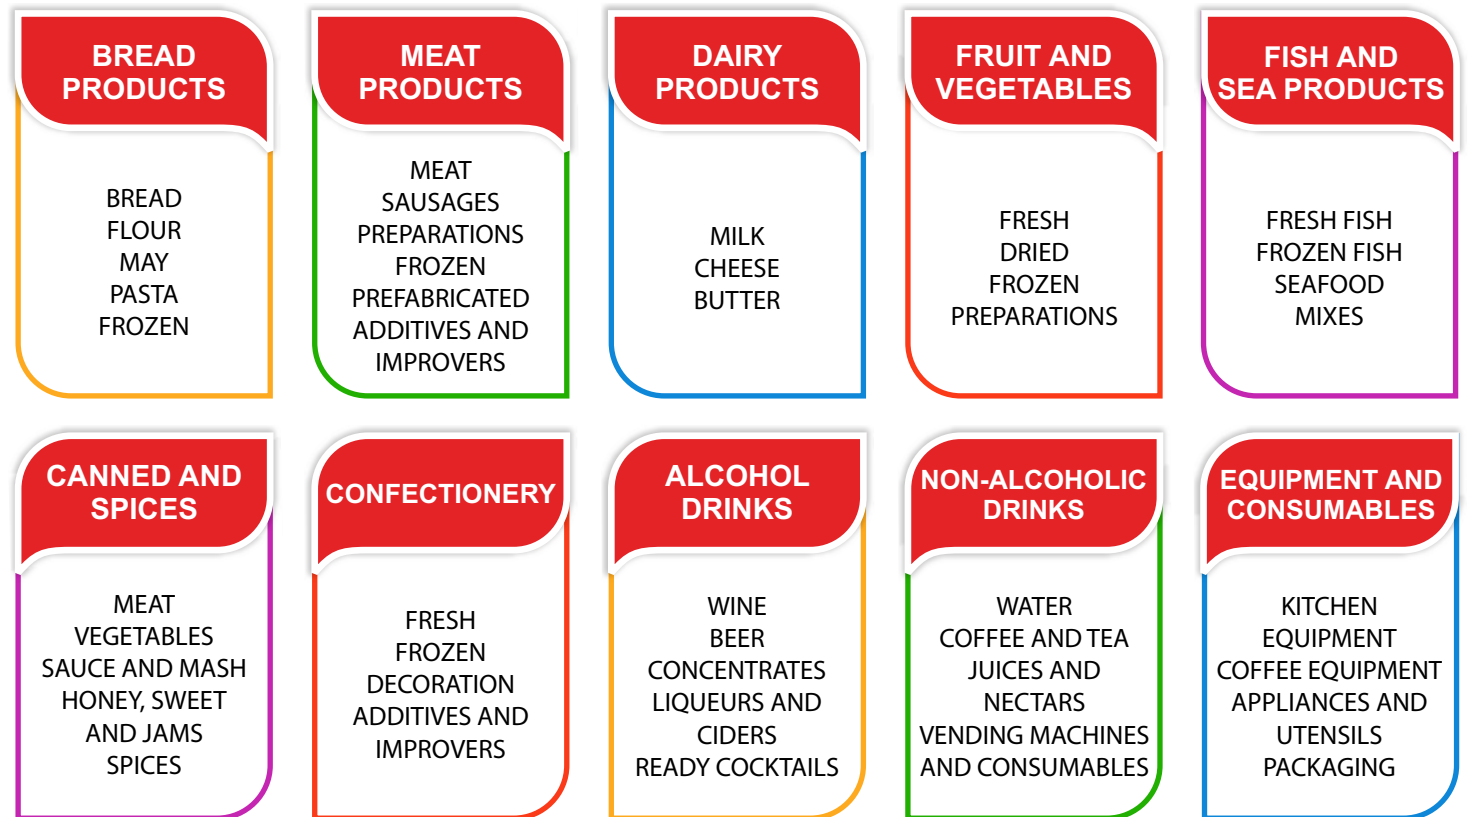 BREAD
PRODUCTS
BREAD
FLOUR
MAY
PASTA
FROZEN
MEAT
PRODUCTS
MEAT
SAUSAGES
PREPARATIONS
FROZEN
PREFABRICATED
ADDITIVES AND
IMPROVERS
DAIRY
PRODUCTS
MILK
CHEESE
BUTTER
FRUIT AND
VEGETABLES
FRESH
DRIED
FROZEN
PREPARATIONS
FISH AND
SEA PRODUCTS
FRESH FISH
FROZEN FISH
SEAFOOD
MIXES
CANNED AND
SPICES
MEAT
VEGETABLES
SAUCE AND MASH
HONEY, SWEET
AND JAMS
SPICES
CONFECTIONERY
FRESH
FROZEN
DECORATION
ADDITIVES AND
IMPROVERS
ALCOHOL
DRINKS
WINE
BEER
CONCENTRATES
LIQUEURS AND
CIDERS
READY COCKTAILS
NON-ALCOHOLIC
DRINKS
WATER
COFFEE AND TEA
JUICES AND
NECTARS
VENDING MACHINES
AND CONSUMABLES
EQUIPMENT AND
CONSUMABLES
KITCHEN
EQUIPMENT
COFFEE EQUIPMENT
APPLIANCES AND
UTENSILS
PACKAGING